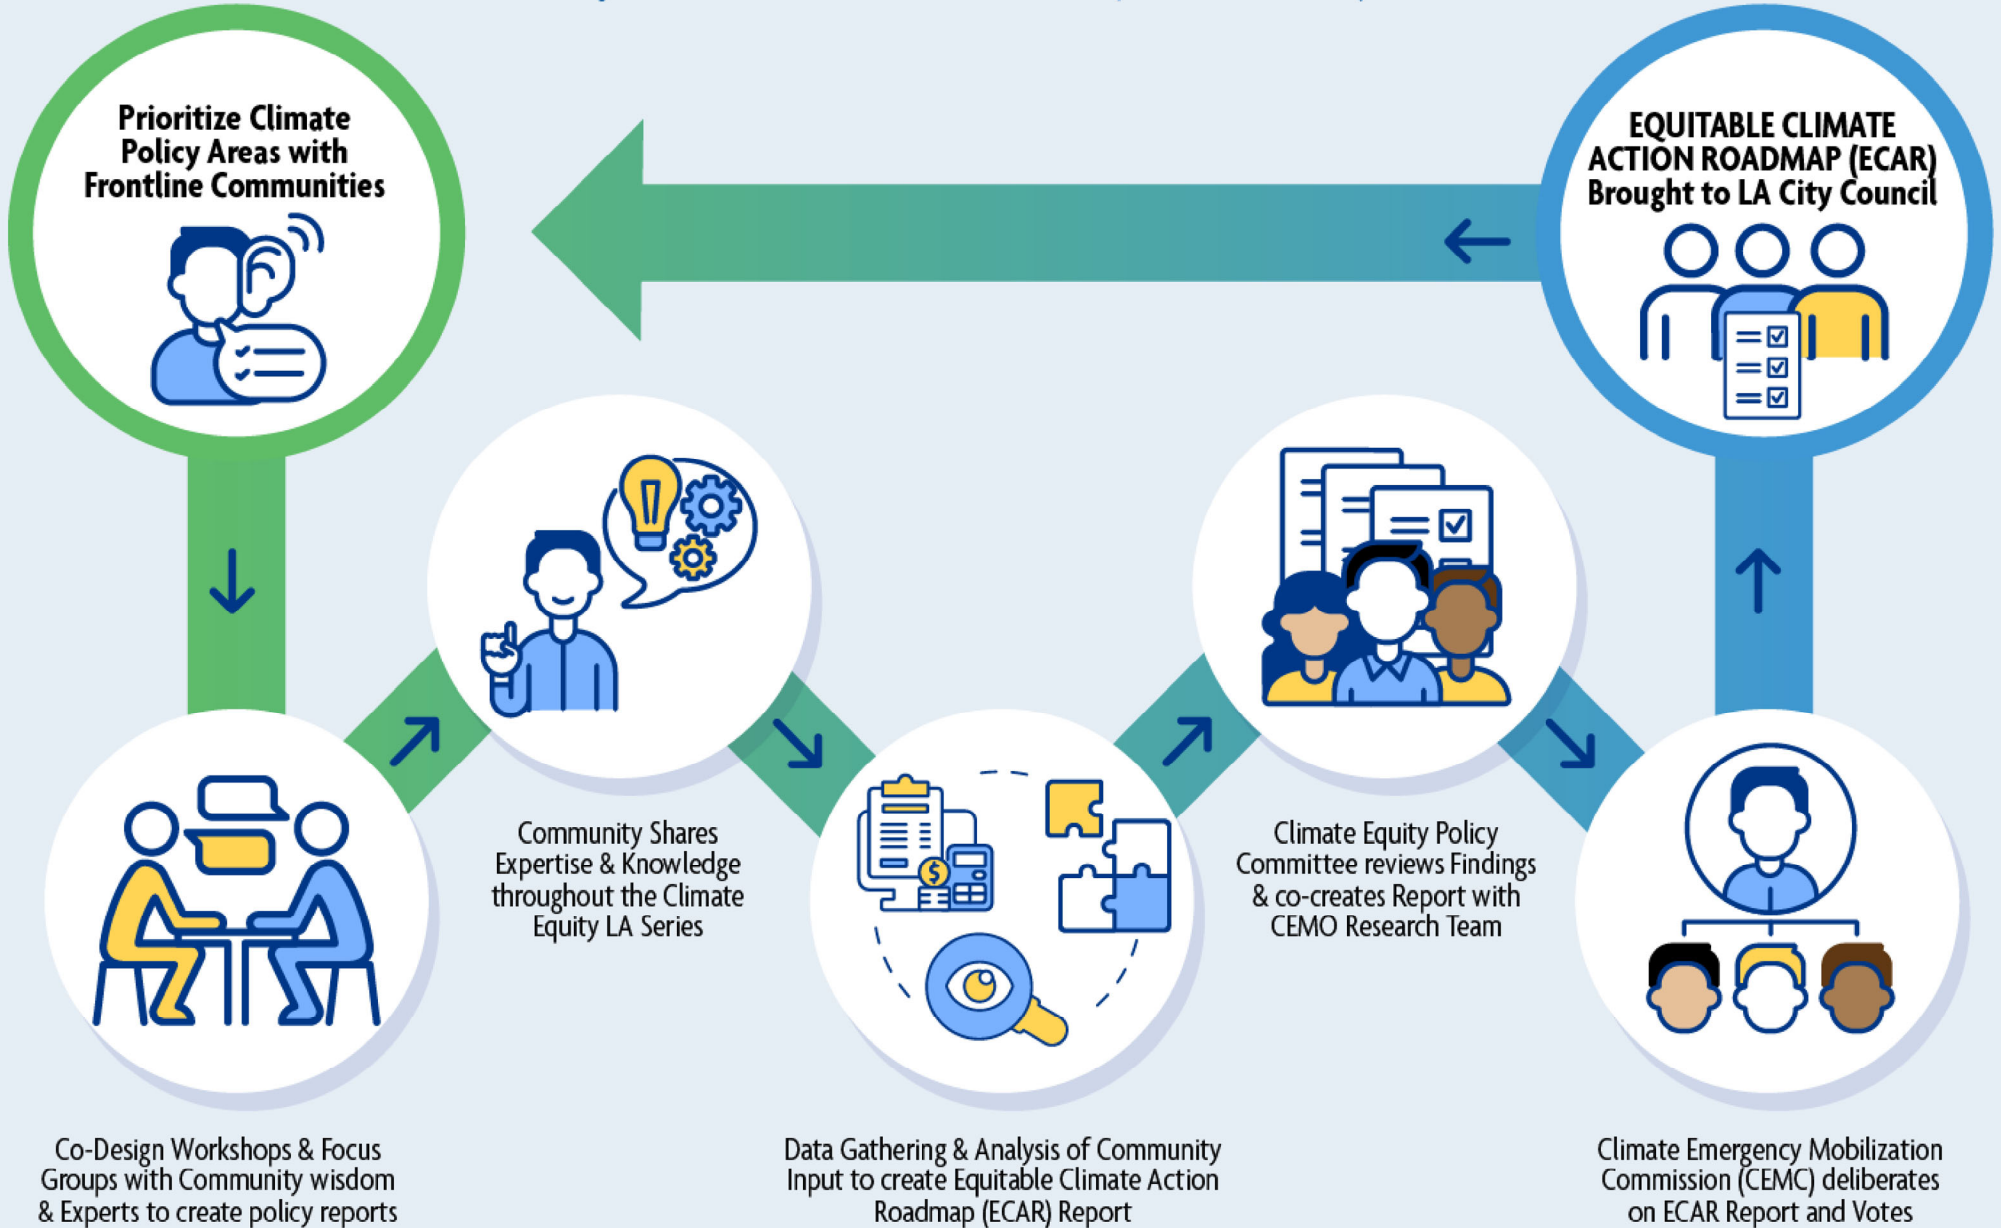 Prioritize Climate
Policy Areas with
Frontline Communities
EQUITABLE CLIMATE
ACTION ROADMAP (ECAR)
Brought to LA City Council
$
Community Shares
Expertise & Knowledge
throughout the Climate
Equity LA Series
Climate Equity Policy
Committee reviews Findings
& co-creates Report with
CEMO Research Team
Co-Design Workshops & Focus
Groups with Community wisdom
& Experts to create policy reports
Data Gathering & Analysis of Community
Input to create Equitable Climate Action
Roadmap (ECAR) Report
Climate Emergency Mobilization
Commission (CEMC) deliberates
on ECAR Report and Votes